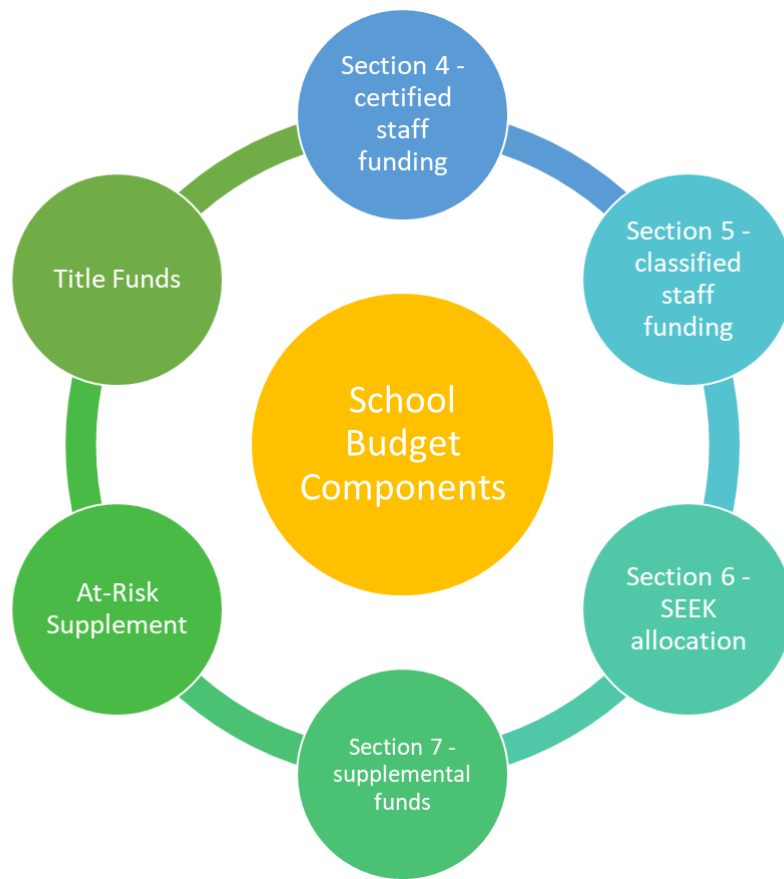 Section 4 -
certified
staff
funding
Section 5 -
classified
staff
funding
Section 6 -
SEEK
allocation
Section 7 -
supplemental
funds
At-Risk
Supplement
Title Funds
School
Budget
Components